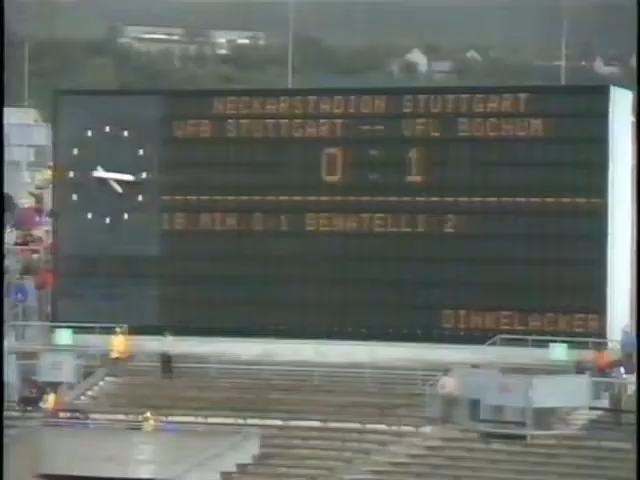 NECKARSTADION STUTTGART
VFB STUTTGART -- VFL BOCHUM
0 : 1
18 MIN 0 1 BENATELLI 2
DINKELACKER